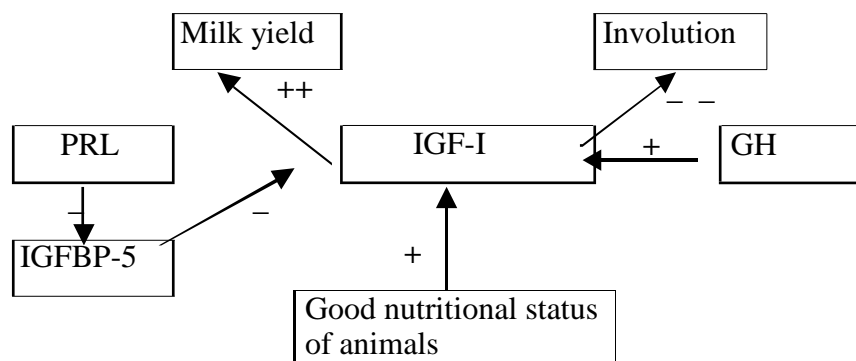 Milk yield
Involution
++
– –
PRL
IGF-I
+
GH
–
–
IGFBP-5
+
Good nutritional status
of animals